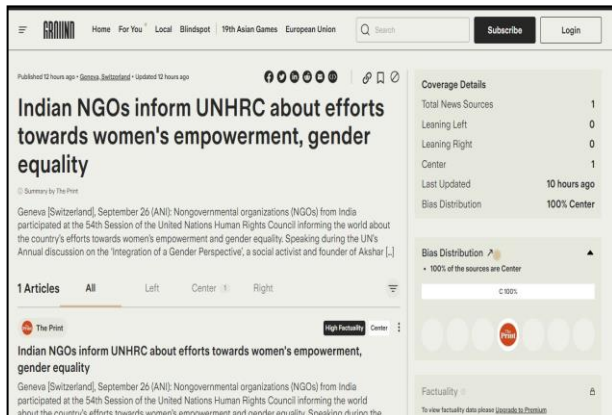 GROUND
Home For You Local Blindspot 19th Asian Games European Union
Search
Subscribe
Login
Published 12 hours ago • Geneva, Switzerland • Updated 12 hours ago
Indian NGOs inform UNHRC about efforts
towards women's empowerment, gender
equality
Summary by The Print
Geneva [Switzerland], September 26 (ANI): Nongovernmental organizations (NGOs) from India
participated at the 54th Session of the United Nations Human Rights Council informing the world about
the country's efforts towards women's empowerment and gender equality. Speaking during the UN's
Annual discussion on the 'Integration of a Gender Perspective', a social activist and founder of Akshar [...]
1 Articles All Left Center 1 Right
The Print
High Factuality Center
Indian NGOs inform UNHRC about efforts towards women's empowerment,
gender equality
Geneva [Switzerland], September 26 (ANI): Nongovernmental organizations (NGOs) from India
participated at the 54th Session of the United Nations Human Rights Council informing the world
about the country's efforts towards women's empowerment and gender equality. Speaking during the
Coverage Details
Total News Sources 1
Leaning Left 0
Leaning Right 0
Center 1
Last Updated 10 hours ago
Bias Distribution 100% Center
Bias Distribution
• 100% of the sources are Center
C 100%
The Print
Factuality
To view factuality data please Upgrade to Premium